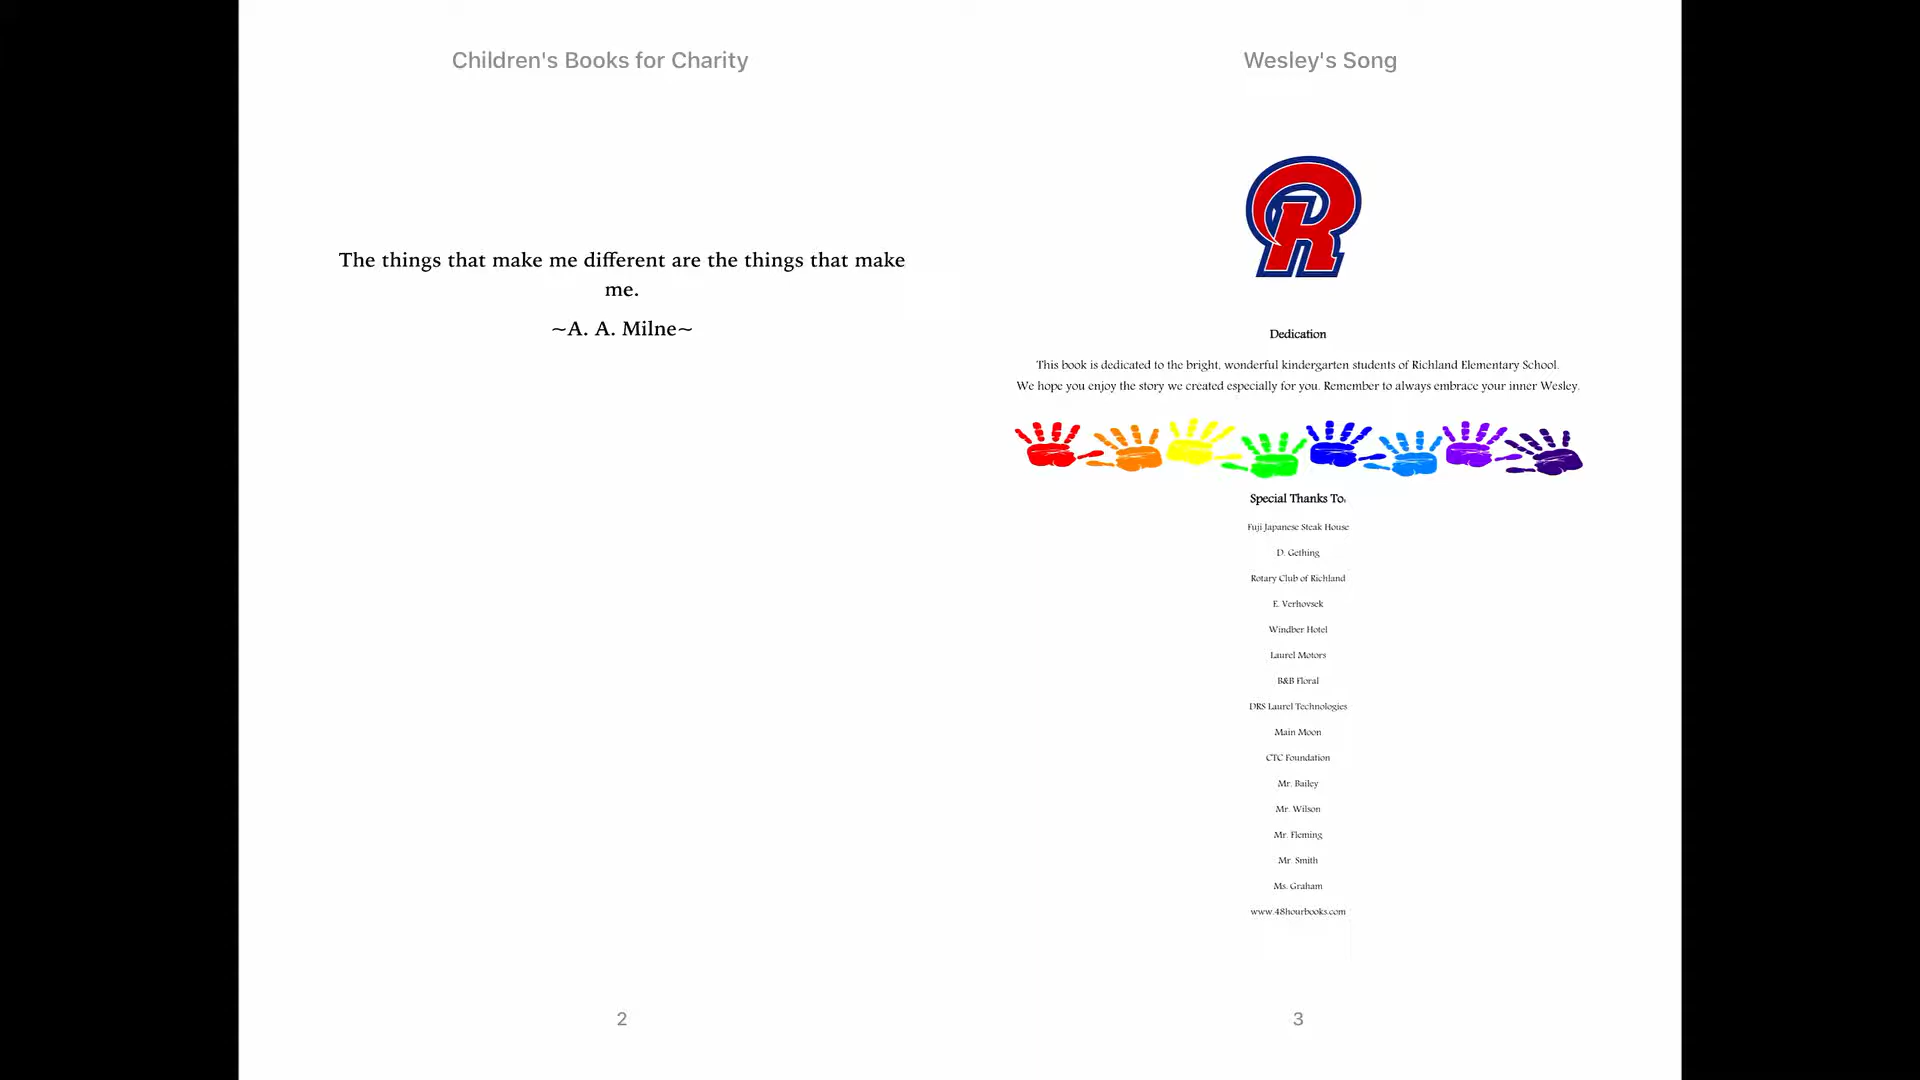 Children's Books for Charity
The things that make me different are the things that make
me.
~A. A. Milne~
2
Wesley's Song
R
Dedication
This book is dedicated to the bright, wonderful kindergarten students of Richland Elementary School.
We hope you enjoy the story we created especially for you. Remember to always embrace your inner Wesley.
Special Thanks To:
Fuji Japanese Steak House
D. Gething
Rotary Club of Richland
E. Verhovsek
Windber Hotel
Laurel Motors
B&B Floral
DRS Laurel Technologies
Main Moon
CTC Foundation
Mr. Bailey
Mr. Wilson
Mr. Fleming
Mr. Smith
Ms. Graham
www.48hourbooks.com
3